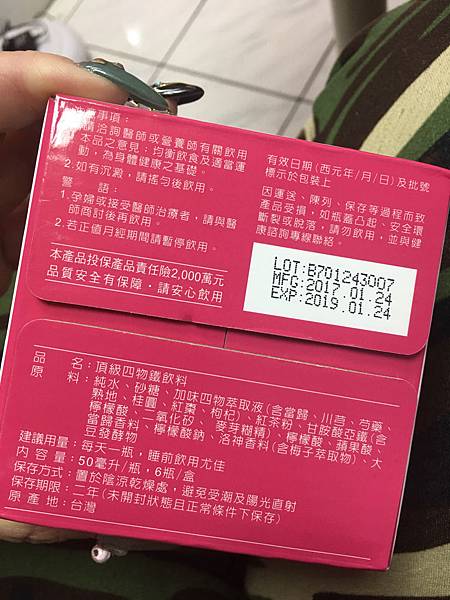 注意事項：
1.請洽詢醫師或營養師有關飲用
本品之意見；均衡飲食及適當運
動，為身體健康之基礎。
2.如有沉澱，請搖勻後飲用。
警　語：
1.孕婦或接受醫師治療者，請與醫
師商討後再飲用。
2.若正值月經期間請暫停飲用。
本產品投保產品責任險2,000萬元
品質安全有保障，請安心飲用
有效日期(西元年/月/日)及批號
標示於包裝上
因運送、陳列、保存等過程而致
產品受損，如瓶蓋凸起、安全環
斷裂或脫落，請勿飲用，並與健
康諮詢專線聯絡。
LOT:B701243007
MFG:2017.01.24
EXP:2019.01.24
品　名：頂級四物鐵飲料
原　料：純水、砂糖、加味四物萃取液(含當歸、川芎、芍藥、
熟地、桂圓、紅棗、枸杞)、紅茶粉、甘胺酸亞鐵(含
檸檬酸、二氧化矽、麥芽糊精)、檸檬酸、蘋果酸、
當歸香料、檸檬酸鈉、洛神香料(含梅子萃取物)、大
豆發酵物
建議用量：每天一瓶，睡前飲用尤佳
內容量：50毫升/瓶，6瓶/盒
保存方式：置於陰涼乾燥處，避免受潮及陽光直射
保存期限：二年(未開封狀態且正常條件下保存)
原產地：台灣